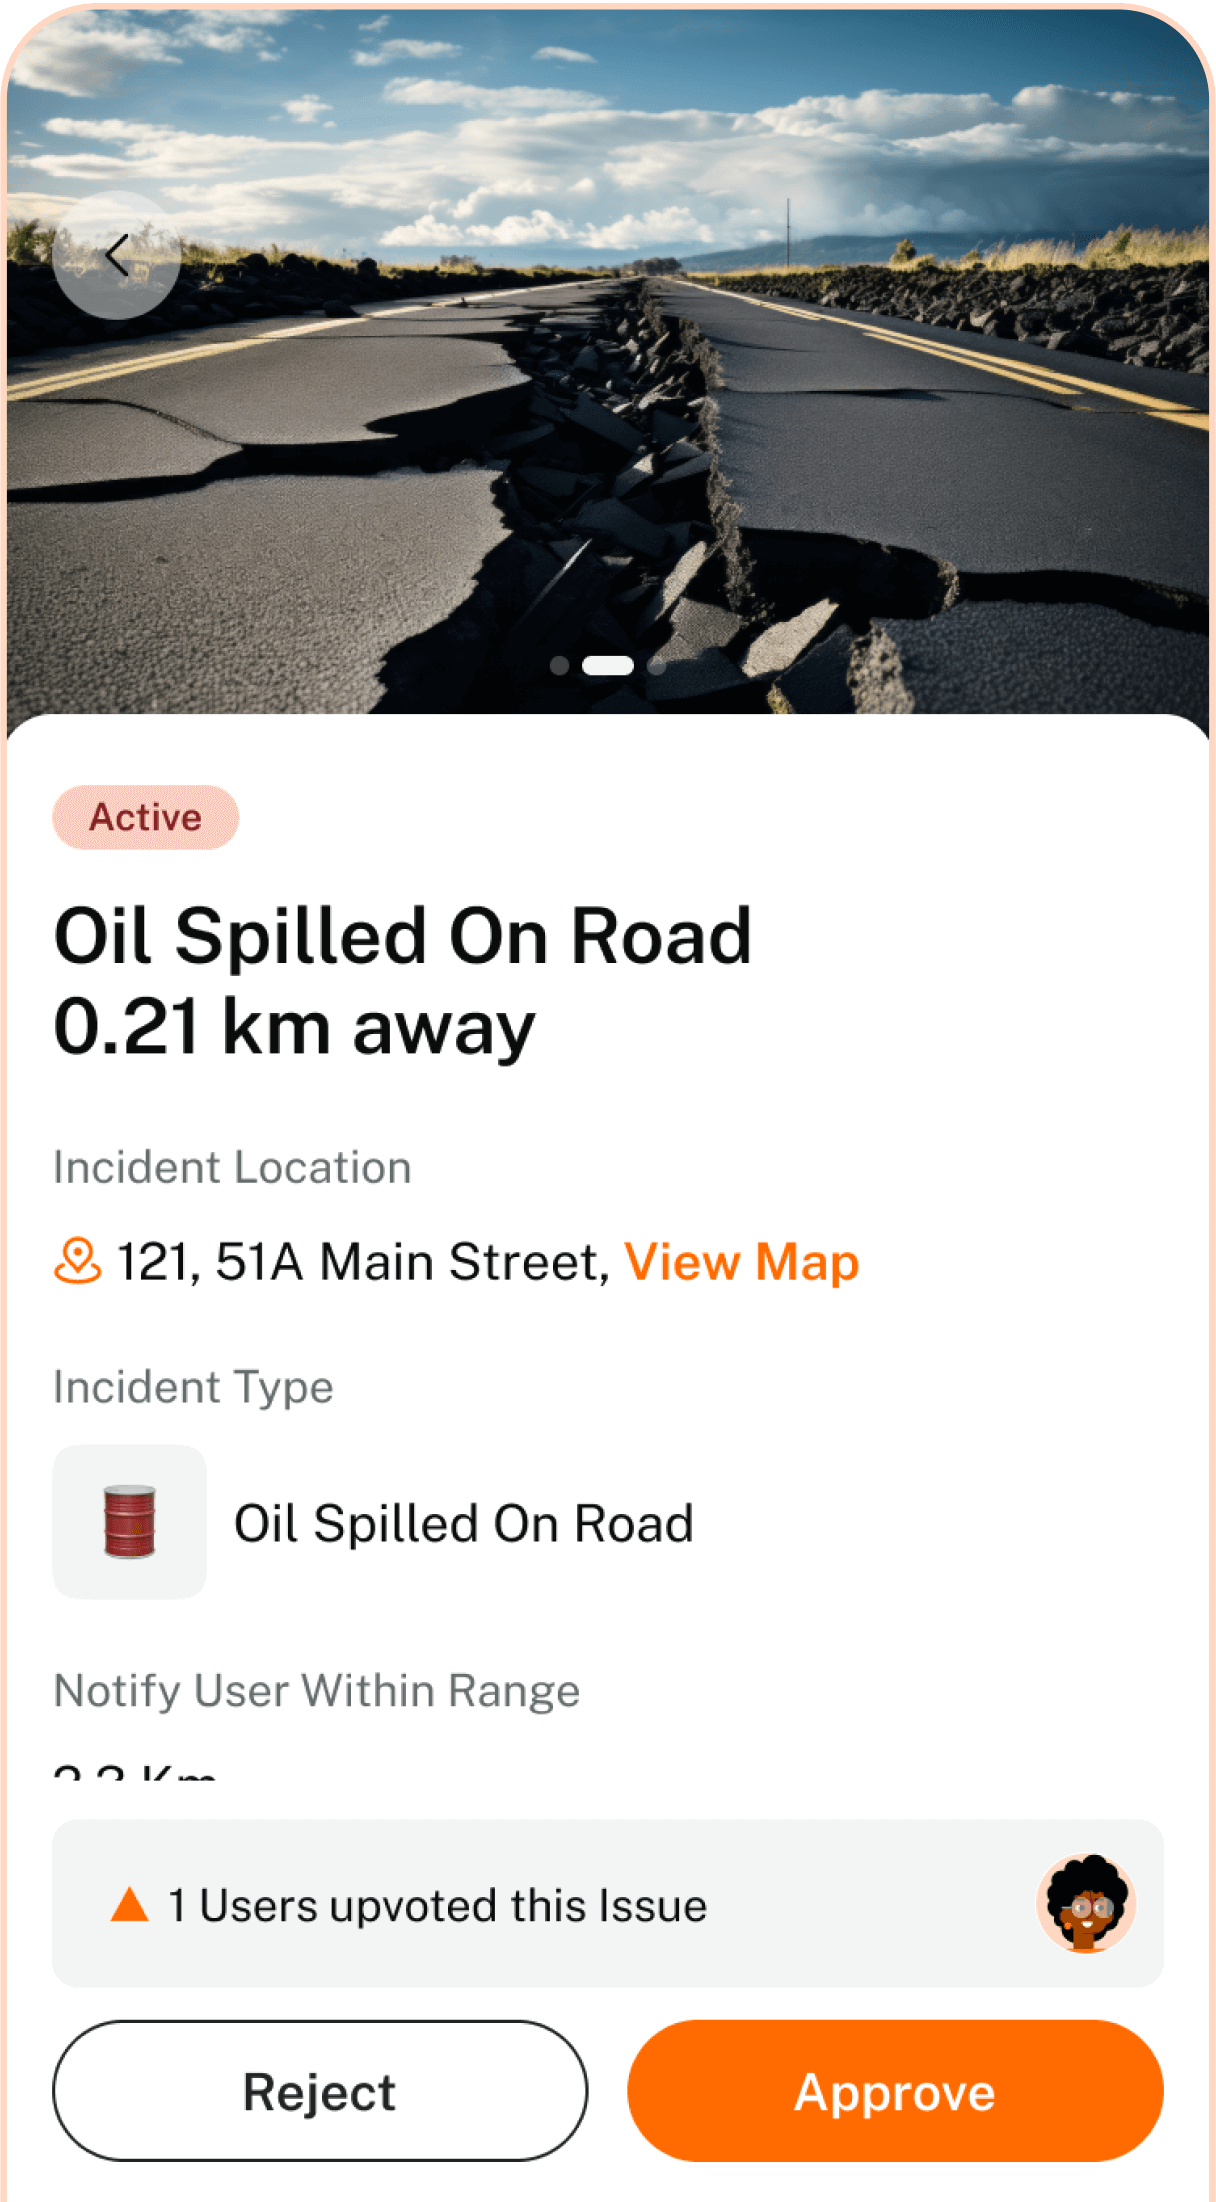 Active
Oil Spilled On Road
0.21 km away
Incident Location
121, 51A Main Street, View Map
Incident Type
Oil Spilled On Road
Notify User Within Range
Km
1 Users upvoted this Issue
Reject
Approve